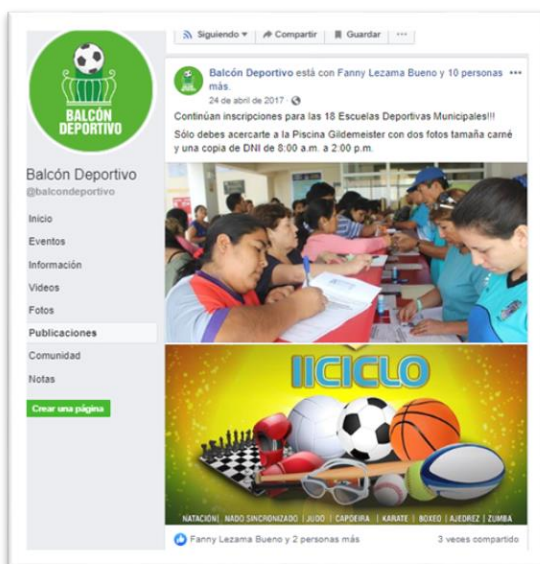 Siguiendo Compartir Guardar
BALCÓN
DEPORTIVO
Balcón Deportivo
@balcondeportivo
Inicio
Eventos
Información
Videos
Fotos
Publicaciones
Comunidad
Notas
Crear una página
Balcón Deportivo está con Fanny Lezama Bueno y 10 personas
más.
24 de abril de 2017
Continúan inscripciones para las 18 Escuelas Deportivas Municipales!!!
Sólo debes acercarte a la Piscina Gildemeister con dos fotos tamaña carné
y una copia de DNI de 8:00 a.m. a 2:00 p.m.
IICICLO
NATACIÓN | NADO SINCRONIZADO | JUDO | CAPOEIRA | KARATE | BOXEO | AJEDREZ | ZUMBA
Fanny Lezama Bueno y 2 personas más 3 veces compartido